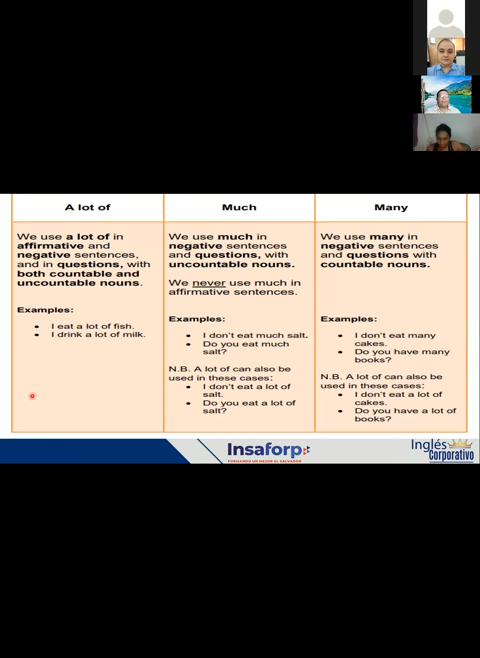 A lot of
We use a lot of in
affirmative and
negative sentences,
and in questions, with
both countable and
uncountable nouns.
Examples:
I eat a lot of fish.
I drink a lot of milk.
Much
We use much in
negative sentences
and questions, with
uncountable nouns.
We never use much in
affirmative sentences.
Examples:
I don't eat much salt.
Do you eat much
salt?
N.B. A lot of can also be
used in these cases:
I don't eat a lot of
salt.
Do you eat a lot of
salt?
Many
We use many in
negative sentences
and questions with
countable nouns.
Examples:
I don't eat many
cakes.
Do you have many
books?
N.B. A lot of can also be
used in these cases:
I don't eat a lot of
cakes.
Do you have a lot of
books?
Insaforp
FORMANDO UN MEJOR EL SALVADOR
Inglés
Corporativo